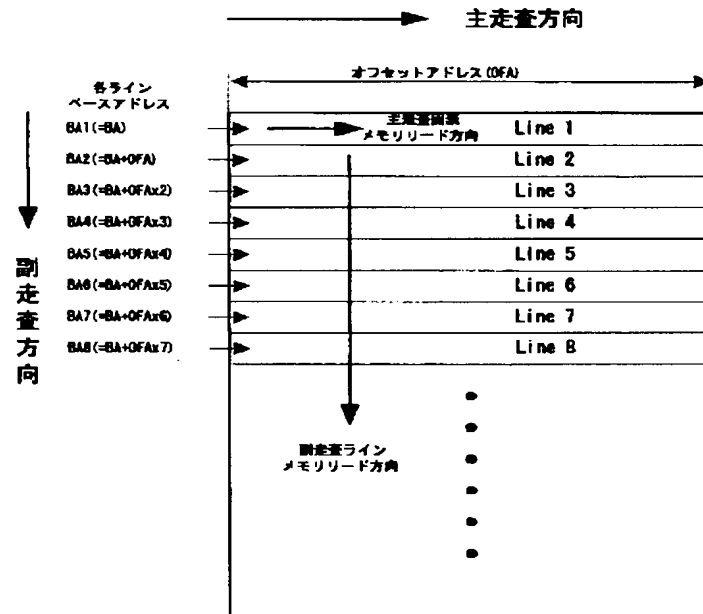 主走査方向
オフセットアドレス(OFA)
各ライン
ベースアドレス
BA1(=BA)
主走査画素
メモリリード方向
Line 1
BA2(=BA+OFA)
Line 2
BA3(=BA+OFAx2)
Line 3
BA4(=BA+OFAx3)
Line 4
BA5(=BA+OFAx4)
Line 5
BA6(=BA+OFAx5)
Line 6
BA7(=BA+OFAx6)
Line 7
BA8(=BA+OFAx7)
Line 8
副走査方向
副走査ライン
メモリリード方向